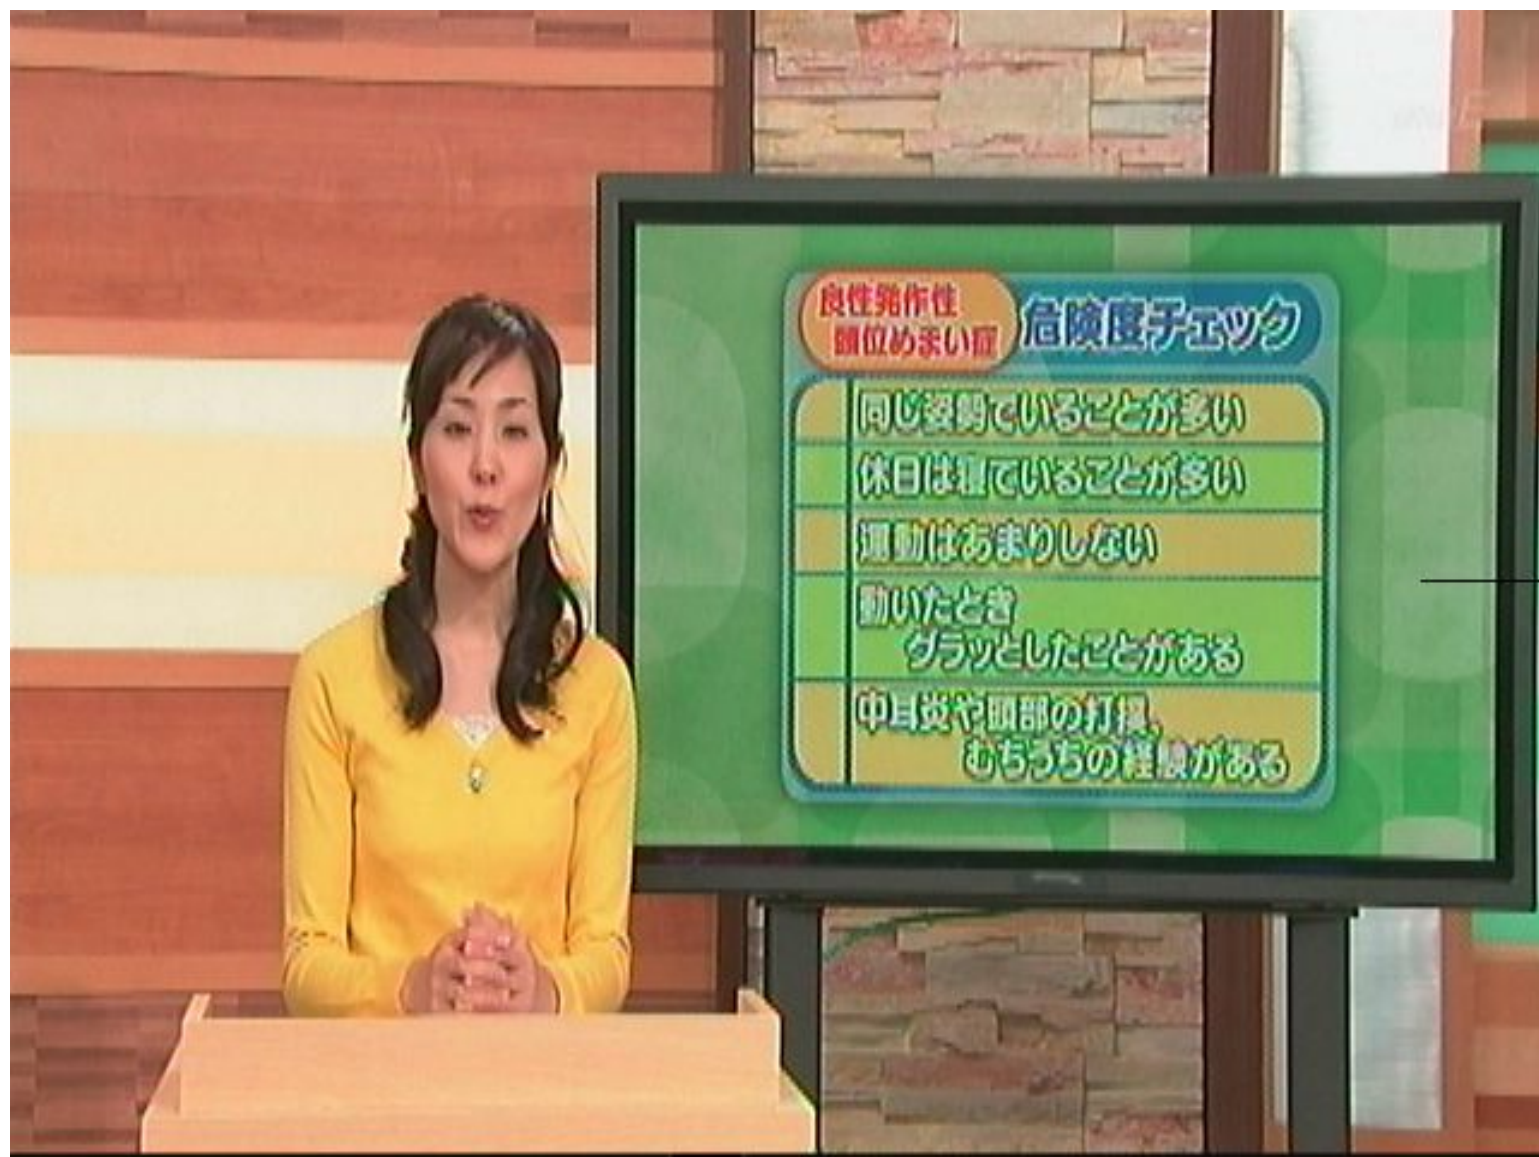 良性発作性
頭位めまい症
危険度チェック
同じ姿勢でいることが多い
休日は寝ていることが多い
運動はあまりしない
動いたとき
グラッとしたことがある
中耳炎や頭部の打撲、
むちうちの経験がある